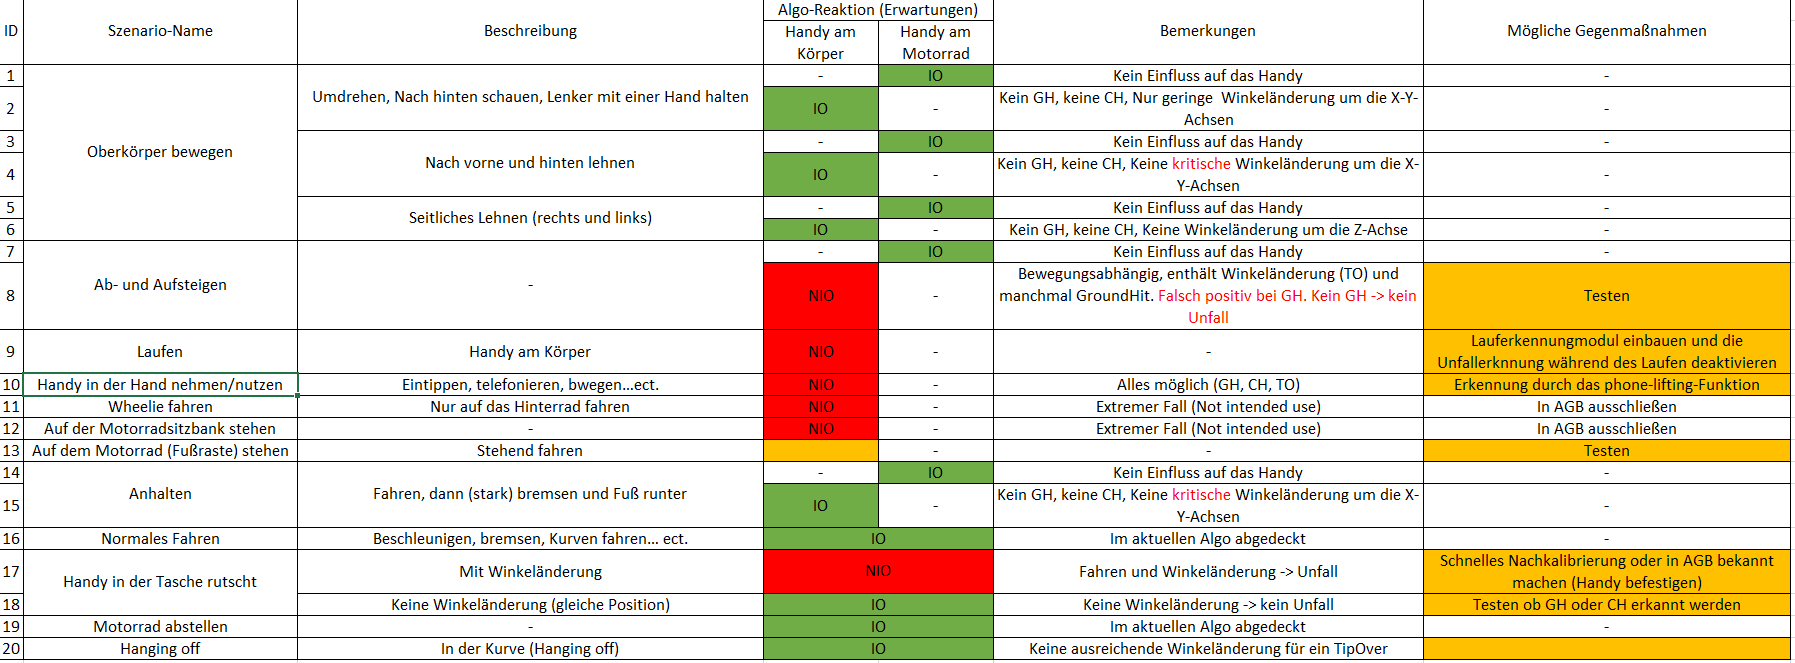 ID
Szenario-Name
Beschreibung
Algo-Reaktion (Erwartungen)
Handy am
Körper
Handy am
Motorrad
Bemerkungen
Mögliche Gegenmaßnahmen
1
Oberkörper bewegen
Umdrehen, Nach hinten schauen, Lenker mit einer Hand halten
-
IO
Kein Einfluss auf das Handy
-
2
IO
-
Kein GH, keine CH, Nur geringe  Winkeländerung um die X-Y-
Achsen
-
3
Nach vorne und hinten lehnen
-
IO
Kein Einfluss auf das Handy
-
4
IO
-
Kein GH, keine CH, Keine kritische Winkeländerung um die X-
Y-Achsen
-
5
Seitliches Lehnen (rechts und links)
-
IO
Kein Einfluss auf das Handy
-
6
IO
-
Kein GH, keine CH, Keine Winkeländerung um die Z-Achse
-
7
Ab- und Aufsteigen
-
-
IO
Kein Einfluss auf das Handy
-
8
NIO
-
Bewegungsabhängig, enthält Winkeländerung (TO) und
manchmal GroundHit. Falsch positiv bei GH. Kein GH -> kein
Unfall
Testen
9
Laufen
Handy am Körper
NIO
-
-
Lauferkennungmodul einbauen und die
Unfallerknnung während des Laufen deaktivieren
10
Handy in der Hand nehmen/nutzen
Eintippen, telefonieren, bwegen...ect.
NIO
-
Alles möglich (GH, CH, TO)
Erkennung durch das phone-lifting-Funktion
11
Wheelie fahren
Nur auf das Hinterrad fahren
NIO
-
Extremer Fall (Not intended use)
In AGB ausschließen
12
Auf der Motorradsitzbank stehen
-
NIO
-
Extremer Fall (Not intended use)
In AGB ausschließen
13
Auf dem Motorrad (Fußraste) stehen
Stehend fahren
-
-
Testen
14
Anhalten
Fahren, dann (stark) bremsen und Fuß runter
-
IO
Kein Einfluss auf das Handy
-
15
IO
-
Kein GH, keine CH, Keine kritische Winkeländerung um die X-
Y-Achsen
-
16
Normales Fahren
Beschleunigen, bremsen, Kurven fahren... ect.
IO
Im aktuellen Algo abgedeckt
-
17
Handy in der Tasche rutscht
Mit Winkeländerung
NIO
Fahren und Winkeländerung -> Unfall
Schnelles Nachkalibrierung oder in AGB bekannt
machen (Handy befestigen)
18
Keine Winkeländerung (gleiche Position)
IO
Keine Winkeländerung -> kein Unfall
Testen ob GH oder CH erkannt werden
19
Motorrad abstellen
-
IO
Im aktuellen Algo abgedeckt
-
20
Hanging off
In der Kurve (Hanging off)
IO
Keine ausreichende Winkeländerung für ein TipOver